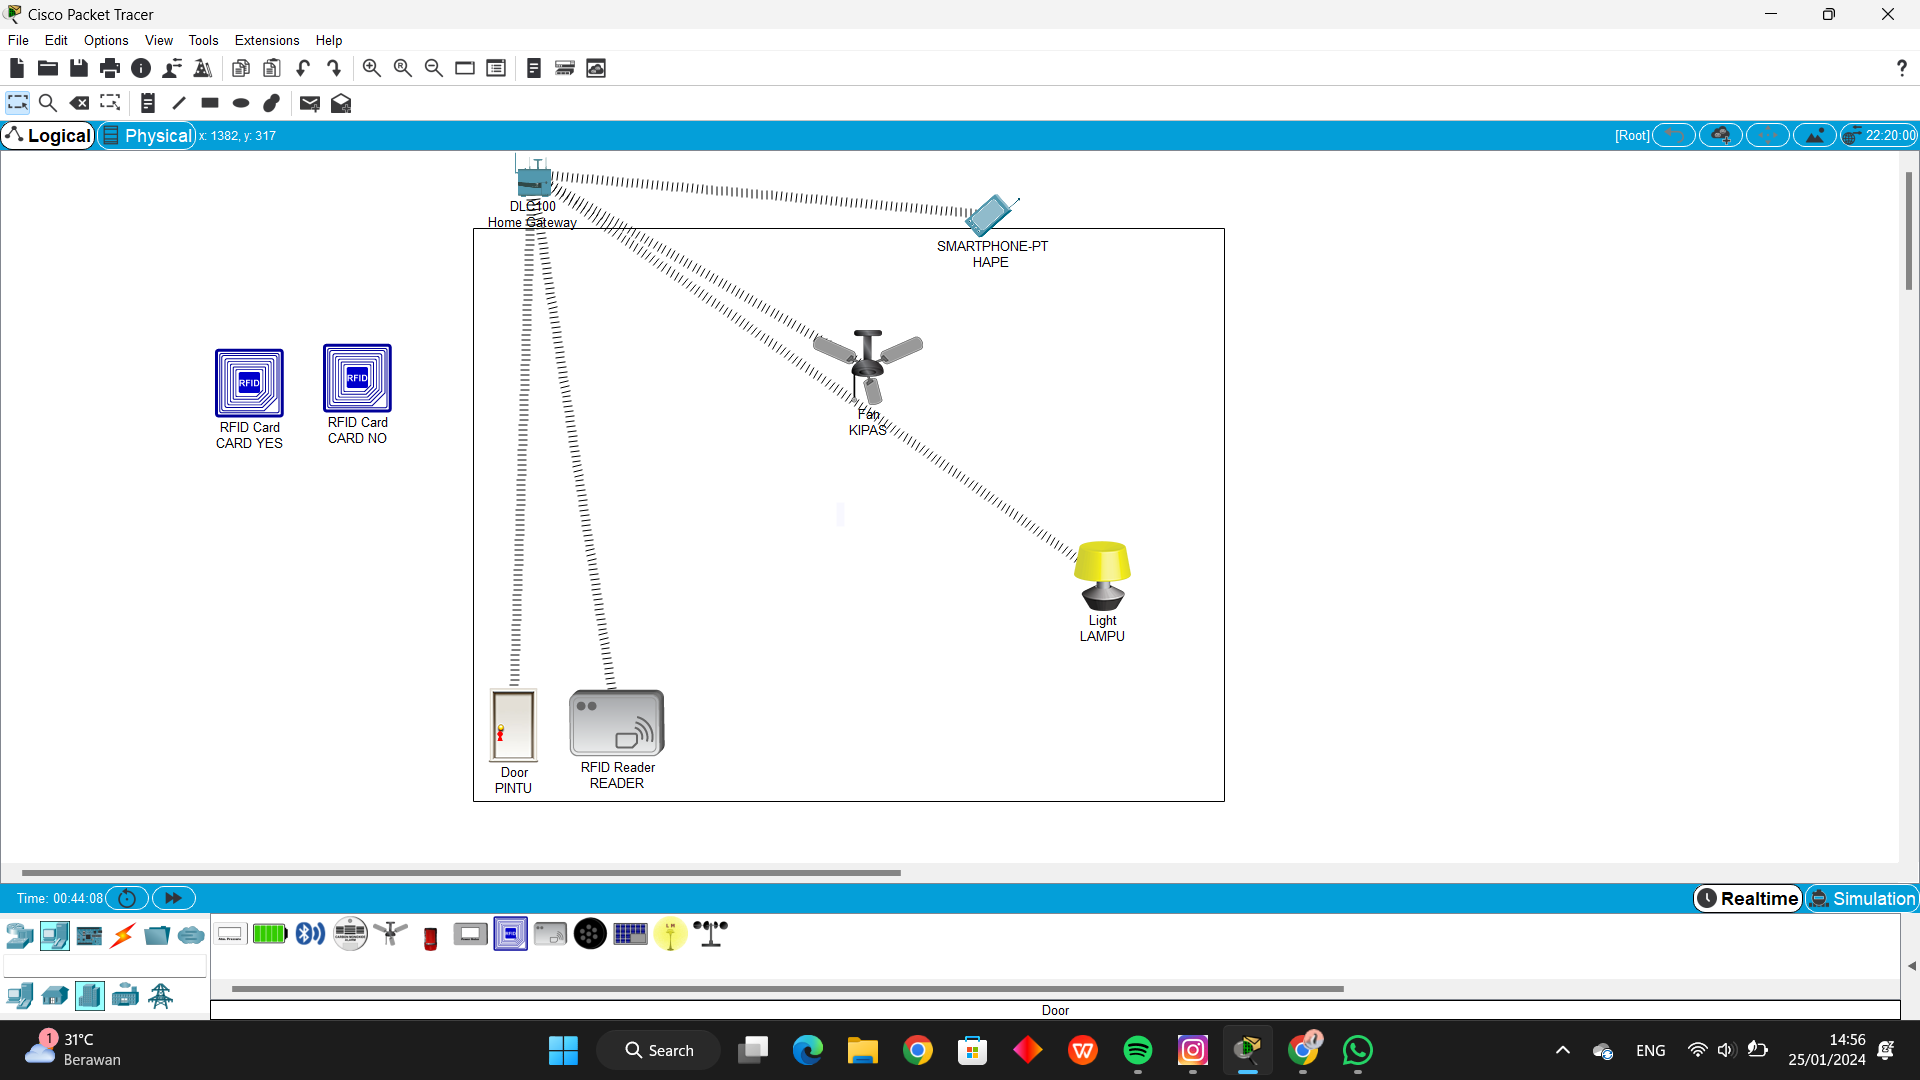 Cisco Packet Tracer
File Edit Options View Tools Extensions Help
Logical Physical x: 1382, y: 317 [Root] 22:20:00
DLC100
Home Gateway
SMARTPHONE-PT
HAPE
RFID
RFID Card
CARD YES
RFID
RFID Card
CARD NO
Fan
KIPAS
Light
LAMPU
Door
PINTU
RFID Reader
READER
Time: 00:44:08 Realtime Simulation
Door
1
31°C
Berawan
Search
ENG
14:56
25/01/2024